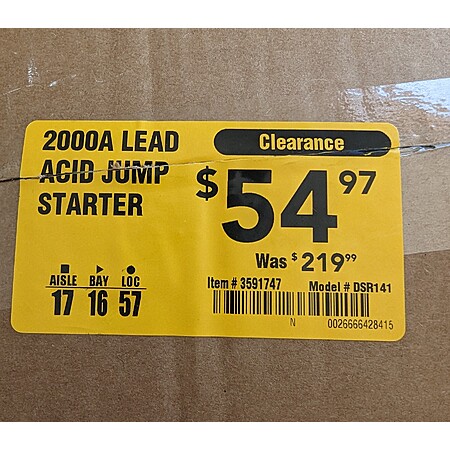 2000A LEAD
ACID JUMP
STARTER
Clearance
$54.97
Was $219.99
AISLE BAY LOC
17 16 57
Item # 3591747 Model # DSR141
N 0026666428415